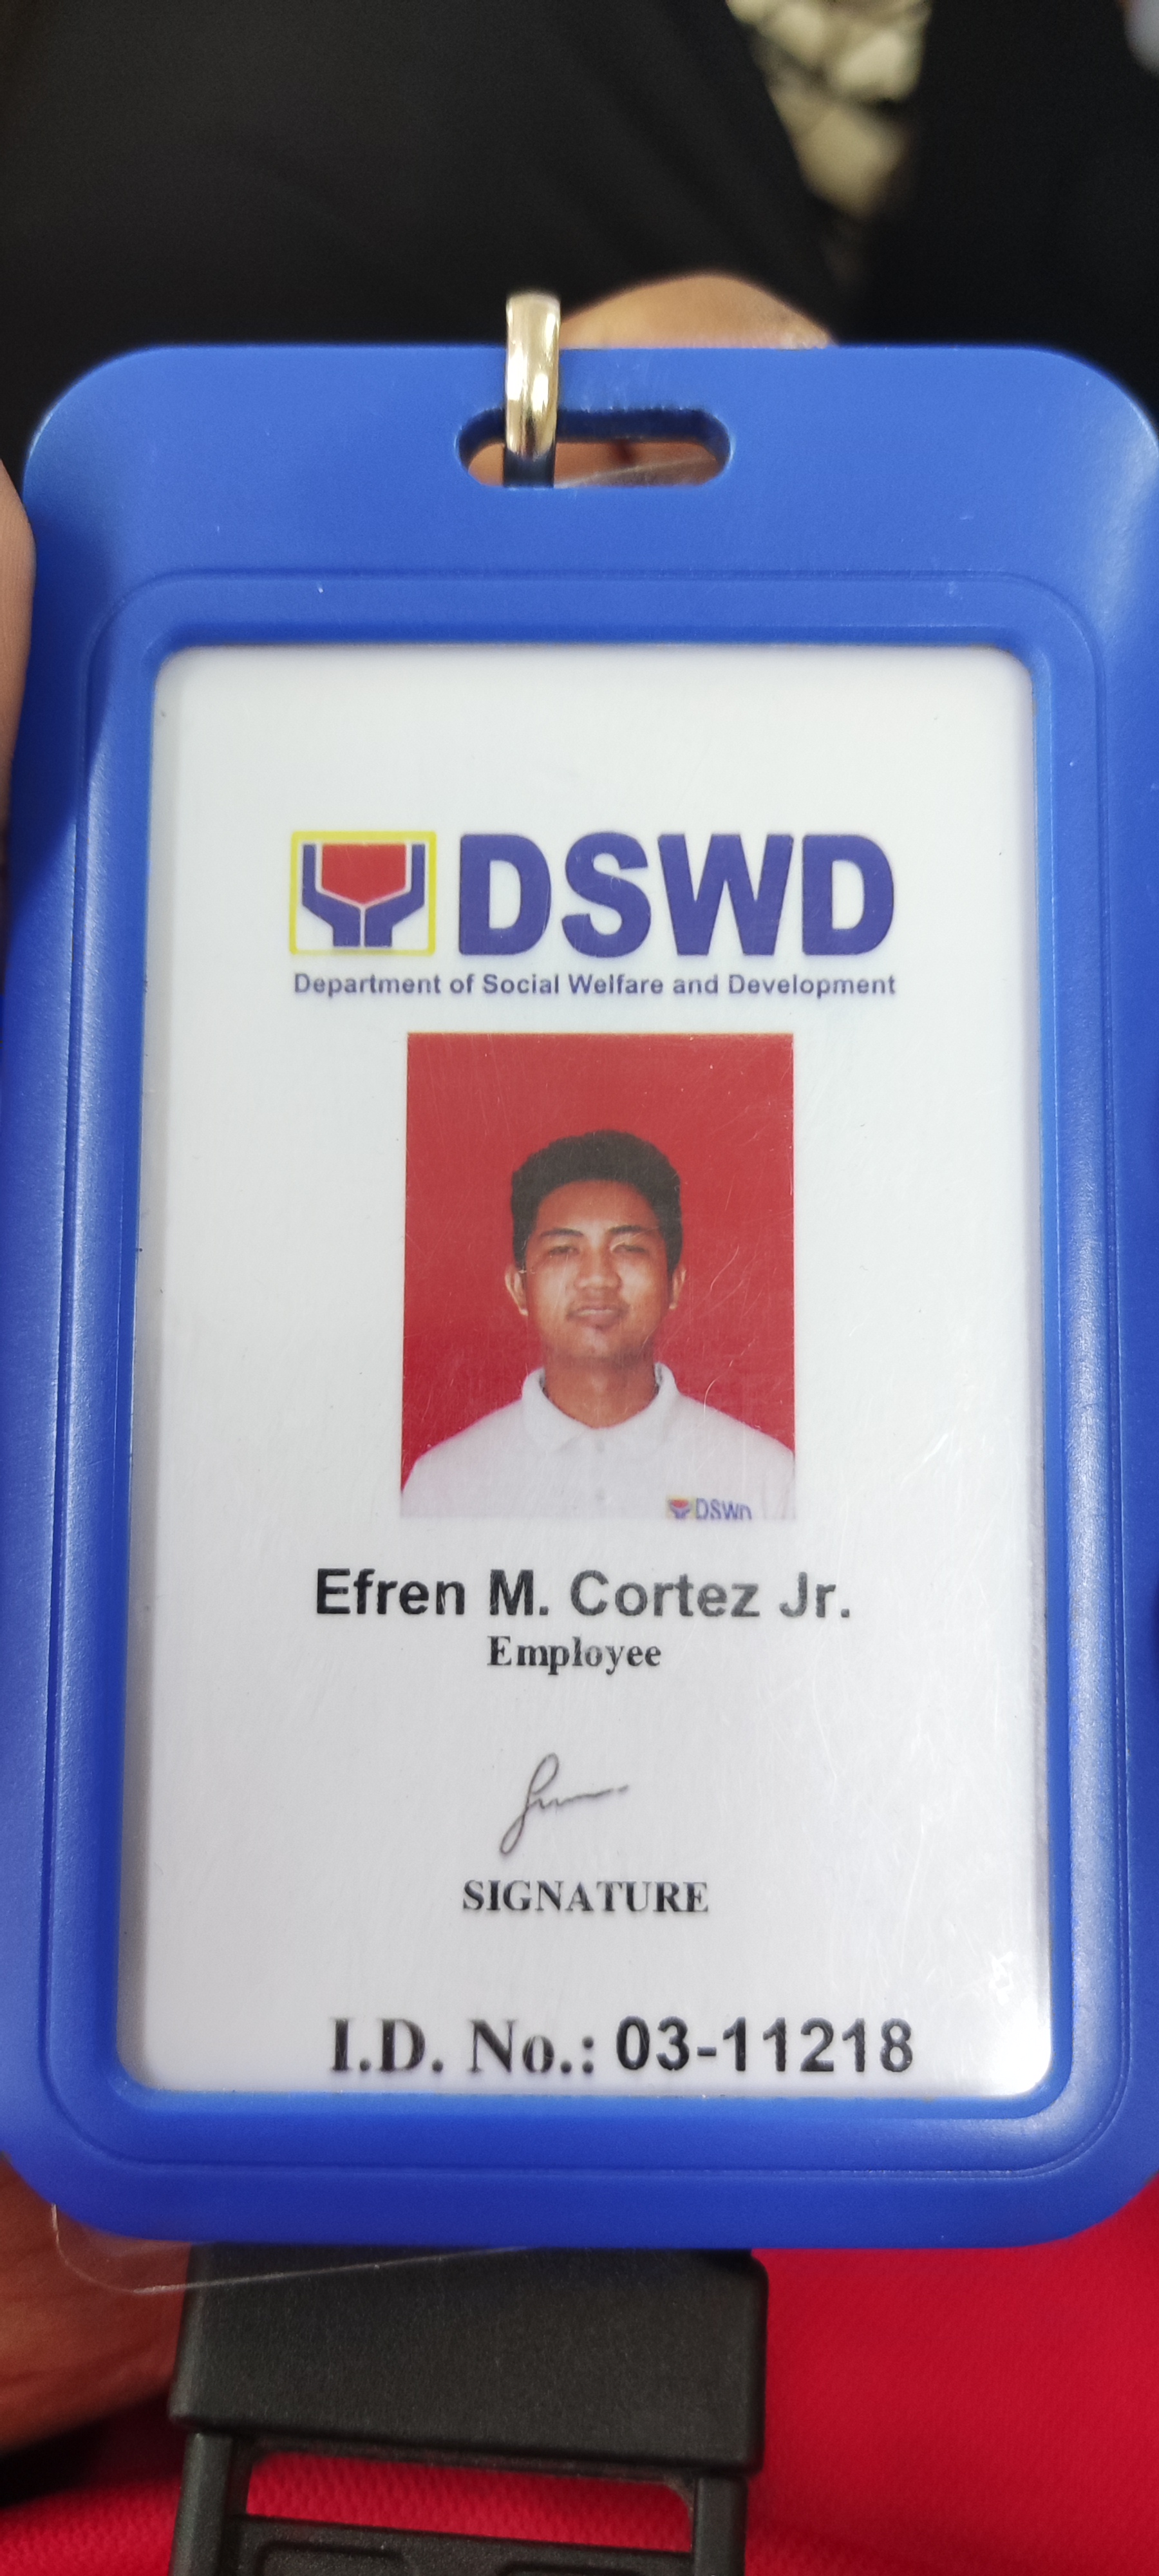 DSWD
Department of Social Welfare and Development
DSWD
Efren M. Cortez Jr.
Employee
SIGNATURE
I.D. No.: 03-11218